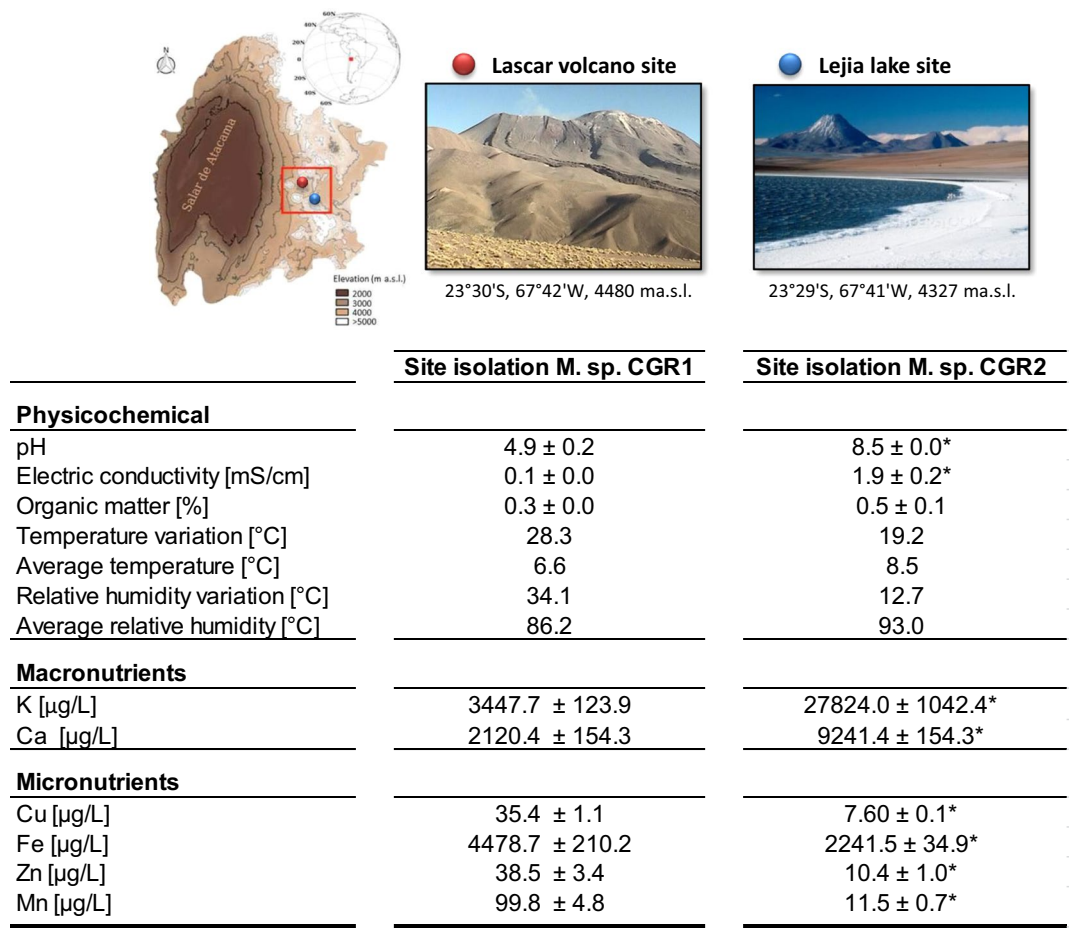 N
60°N
40°N
20°N
0
20°S
40°S
60°S
Salar de Atacama
Elevation (m a.s.l.)
2000
3000
4000
>5000
Lascar volcano site
Lejia lake site
23°30'S, 67°42'W, 4480 ma.s.l.
23°29'S, 67°41'W, 4327 ma.s.l.
Site isolation M. sp. CGR1 Site isolation M. sp. CGR2
Physicochemical
pH 4.9 ± 0.2 8.5 ± 0.0*
Electric conductivity [mS/cm] 0.1 ± 0.0 1.9 ± 0.2*
Organic matter [%] 0.3 ± 0.0 0.5 ± 0.1
Temperature variation [°C] 28.3 19.2
Average temperature [°C] 6.6 8.5
Relative humidity variation [°C] 34.1 12.7
Average relative humidity [°C] 86.2 93.0
Macronutrients
K [µg/L] 3447.7 ± 123.9 27824.0 ± 1042.4*
Ca [µg/L] 2120.4 ± 154.3 9241.4 ± 154.3*
Micronutrients
Cu [µg/L] 35.4 ± 1.1 7.60 ± 0.1*
Fe [µg/L] 4478.7 ± 210.2 2241.5 ± 34.9*
Zn [µg/L] 38.5 ± 3.4 10.4 ± 1.0*
Mn [µg/L] 99.8 ± 4.8 11.5 ± 0.7*